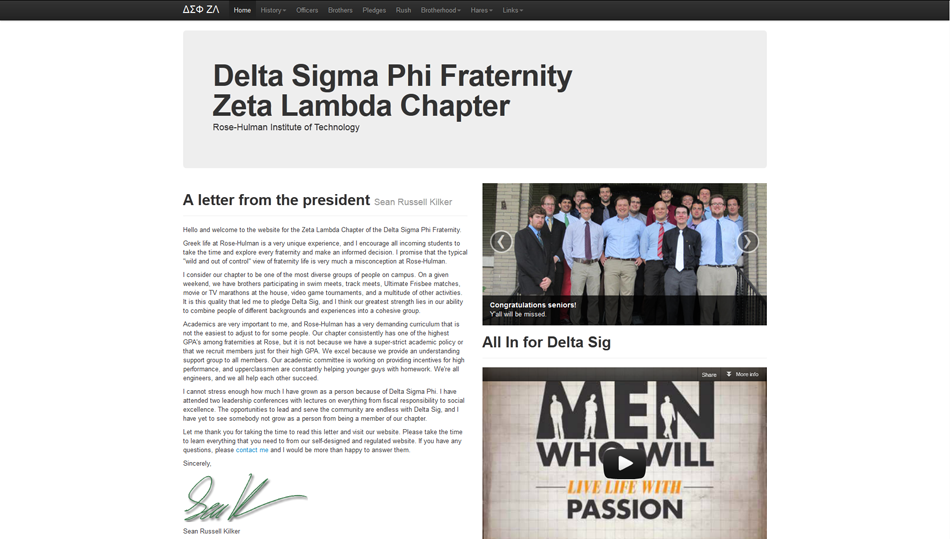 ΔΣΦ ΖΛ Home History Officers Brothers Pledges Rush Brotherhood Hares Links
Delta Sigma Phi Fraternity
Zeta Lambda Chapter
Rose-Hulman Institute of Technology
A letter from the president Sean Russell Kilker
Hello and welcome to the website for the Zeta Lambda Chapter of the Delta Sigma Phi Fraternity.
Greek life at Rose-Hulman is a very unique experience, and I encourage all incoming students to
take the time and explore every fraternity and make an informed decision. I promise that the typical
"wild and out of control" view of fraternity life is very much a misconception at Rose-Hulman.
I consider our chapter to be one of the most diverse groups of people on campus. On a given
weekend, we have brothers participating in swim meets, track meets, Ultimate Frisbee matches,
movie or TV marathons at the house, video game tournaments, and a multitude of other activities.
It is this quality that led me to pledge Delta Sig, and I think our greatest strength lies in our ability
to combine people of different backgrounds and experiences into a cohesive group.
Academics are very important to me, and Rose-Hulman has a very demanding curriculum that is
not the easiest to adjust to for some people. Our chapter consistently has one of the highest
GPA's among fraternities at Rose, but it is not because we have a super-strict academic policy or
that we recruit members just for their high GPA. We excel because we provide an understanding
support group to all members. Our academic committee is working on providing incentives for high
performance, and upperclassmen are constantly helping younger guys with homework. We're all
engineers, and we all help each other succeed.
I cannot stress enough how much I have grown as a person because of Delta Sigma Phi. I have
attended two leadership conferences with lectures on everything from fiscal responsibility to social
excellence. The opportunities to lead and serve the community are endless with Delta Sig, and I
have yet to see somebody not grow as a person from being a member of our chapter.
Let me thank you for taking the time to read this letter and visit our website. Please take the time
to learn everything that you need to from our self-designed and regulated website. If you have any
questions, please contact me and I would be more than happy to answer them.
Sincerely,
Sean Russell Kilker
Congratulations seniors!
Y'all will be missed.
All In for Delta Sig
Share More info
MEN
WHO WILL
LIVE LIFE WITH
PASSION